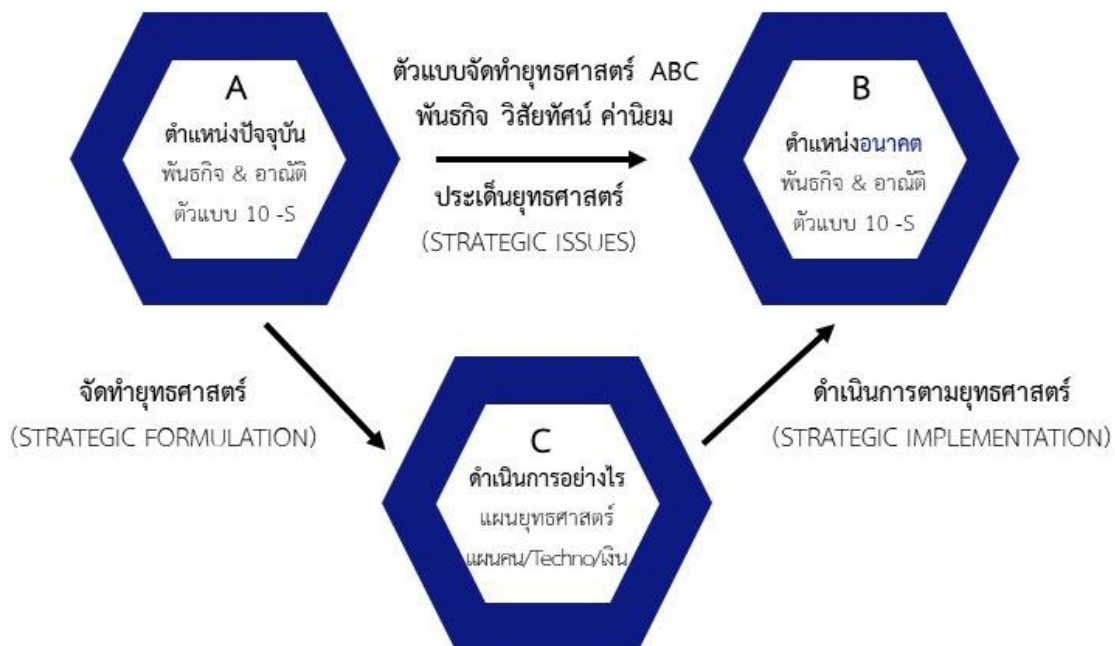 A
ตำแหน่งปัจจุบัน
พันธกิจ & อาณัติ
ตัวแบบ 10 -S
ตัวแบบจัดทำยุทธศาสตร์ ABC
พันธกิจ วิสัยทัศน์ ค่านิยม
ประเด็นยุทธศาสตร์
(STRATEGIC ISSUES)
B
ตำแหน่งอนาคต
พันธกิจ & อาณัติ
ตัวแบบ 10 -S
จัดทำยุทธศาสตร์
(STRATEGIC FORMULATION)
C
ดำเนินการอย่างไร
แผนยุทธศาสตร์
แผนคน/Techno/เงิน
ดำเนินการตามยุทธศาสตร์
(STRATEGIC IMPLEMENTATION)